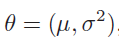 θ = (μ, σ²),